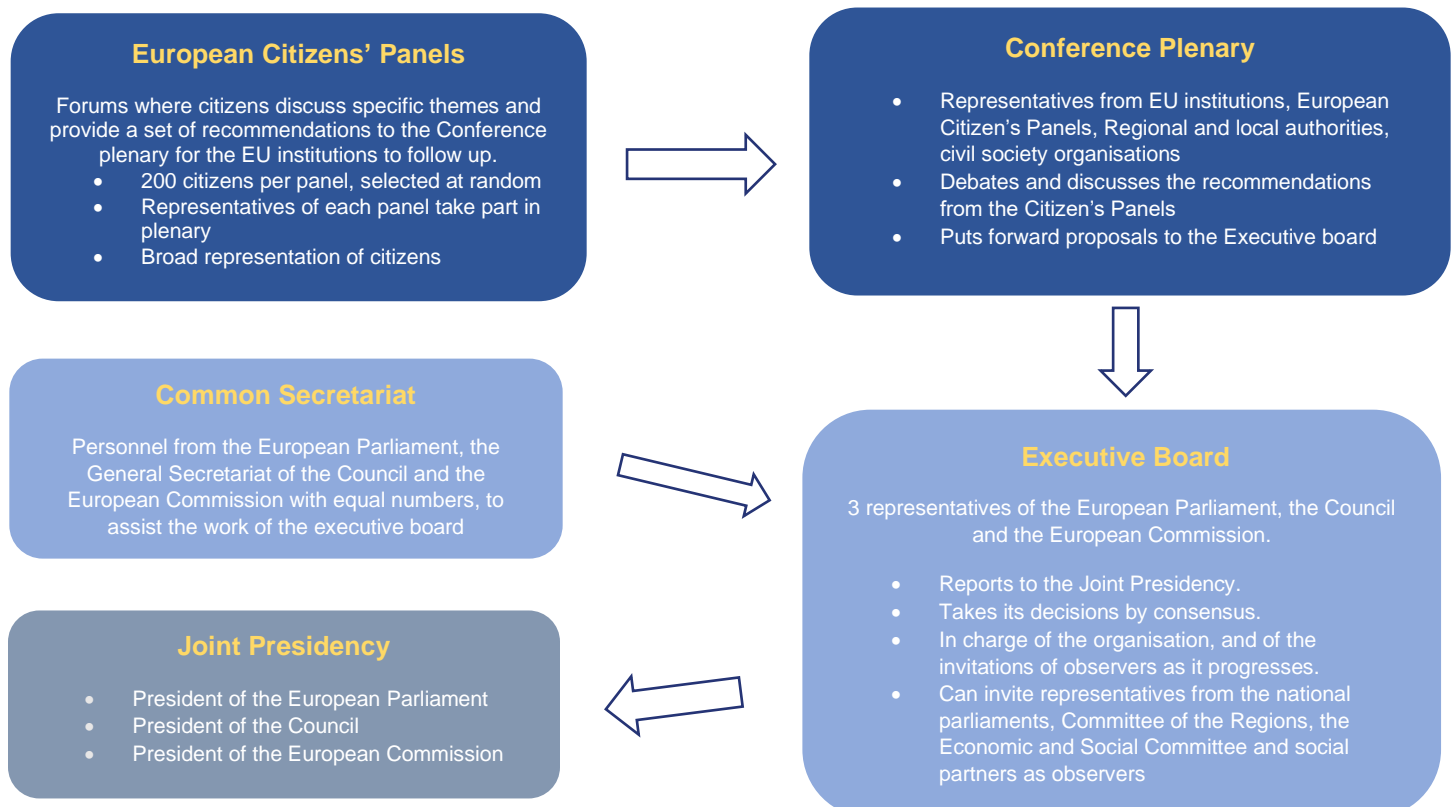 European Citizens’ Panels
Forums where citizens discuss specific themes and
provide a set of recommendations to the Conference
plenary for the EU institutions to follow up.
• 200 citizens per panel, selected at random
• Representatives of each panel take part in
plenary
• Broad representation of citizens
Conference Plenary
• Representatives from EU institutions, European
Citizen’s Panels, Regional and local authorities,
civil society organisations
• Debates and discusses the recommendations
from the Citizen’s Panels
• Puts forward proposals to the Executive board
Common Secretariat
Personnel from the European Parliament, the
General Secretariat of the Council and the
European Commission with equal numbers, to
assist the work of the executive board
Executive Board
3 representatives of the European Parliament, the Council
and the European Commission.
• Reports to the Joint Presidency.
• Takes its decisions by consensus.
• In charge of the organisation, and of the
invitations of observers as it progresses.
• Can invite representatives from the national
parliaments, Committee of the Regions, the
Economic and Social Committee and social
partners as observers
Joint Presidency
• President of the European Parliament
• President of the Council
• President of the European Commission